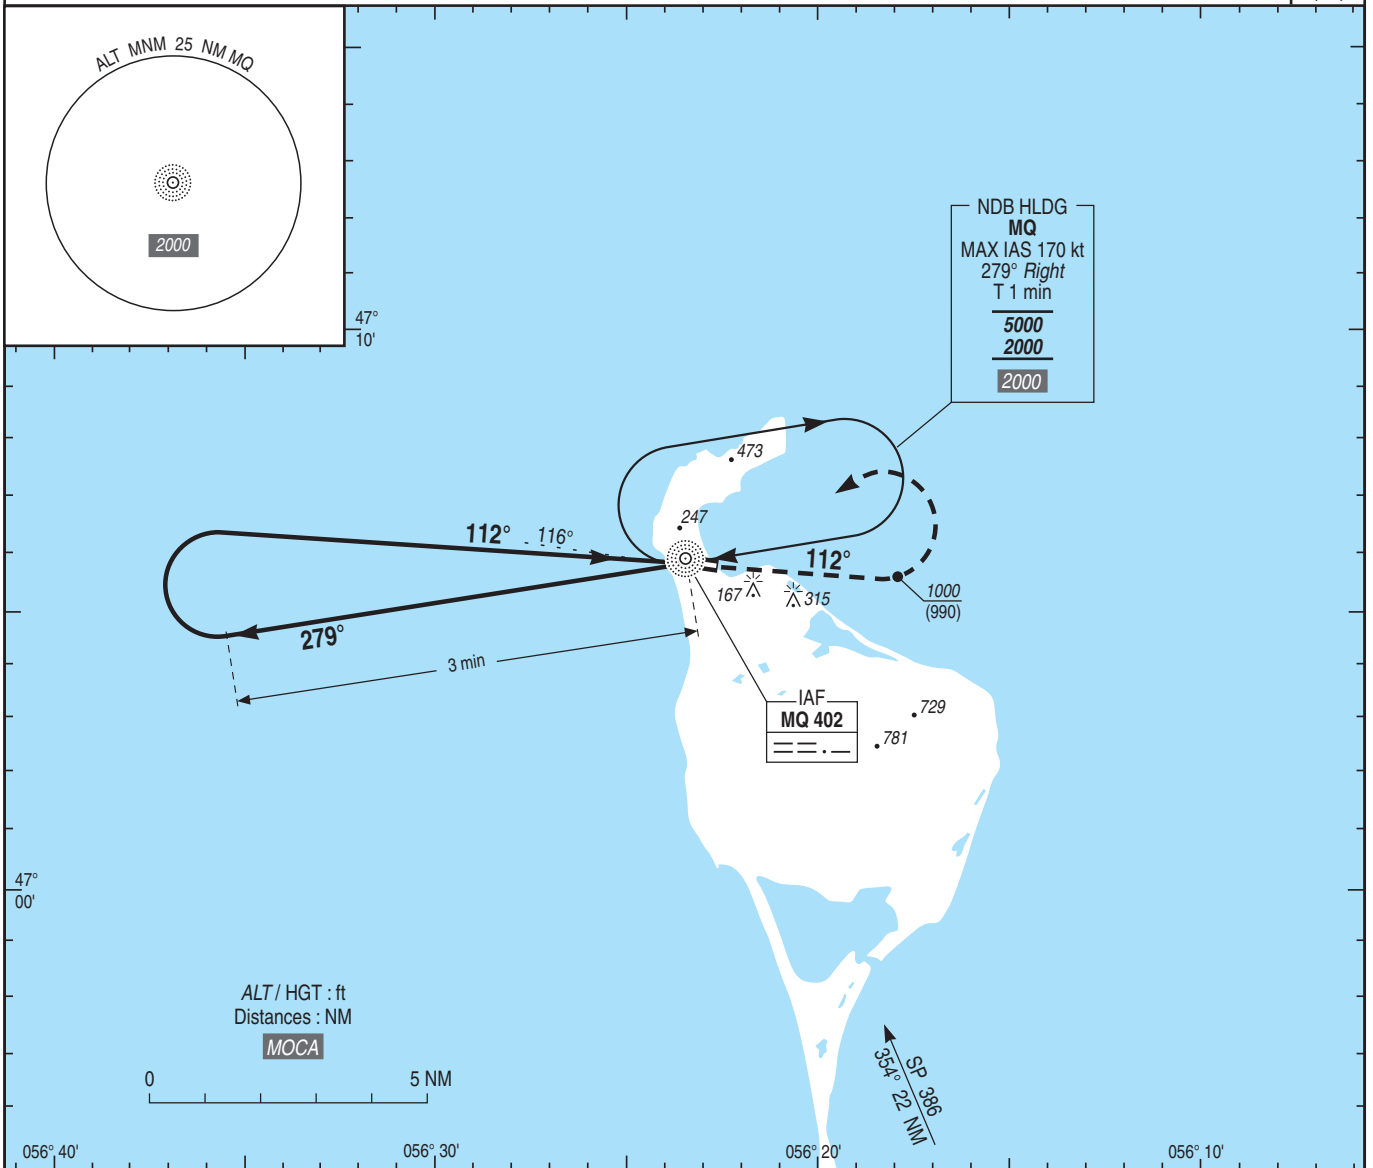 ALT MNM 25 NM MQ
2000
47°
10'
NDB HLDG
MQ
MAX IAS 170 kt
279° Right
T 1 min
5000
2000
2000
473
247
112°
116°
112°
167
315
1000
(990)
279°
3 min
IAF
MQ 402
729
781
47°
00'
ALT / HGT : ft
Distances : NM
MOCA
0
5 NM
SP 386
354° 22 NM
056° 40'
056° 30'
056° 20'
056° 10'